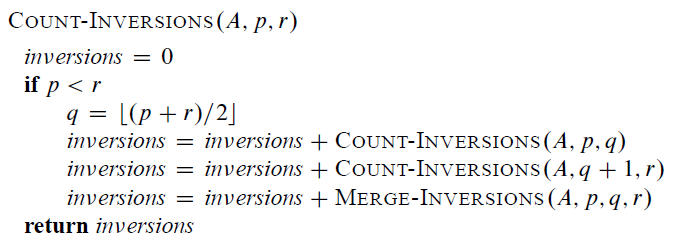 COUNT-INVERSIONS(A, p, r)
inversions = 0
if p < r
q = ⌊(p + r)/2⌋
inversions = inversions + COUNT-INVERSIONS(A, p, q)
inversions = inversions + COUNT-INVERSIONS(A, q + 1, r)
inversions = inversions + MERGE-INVERSIONS(A, p, q, r)
return inversions